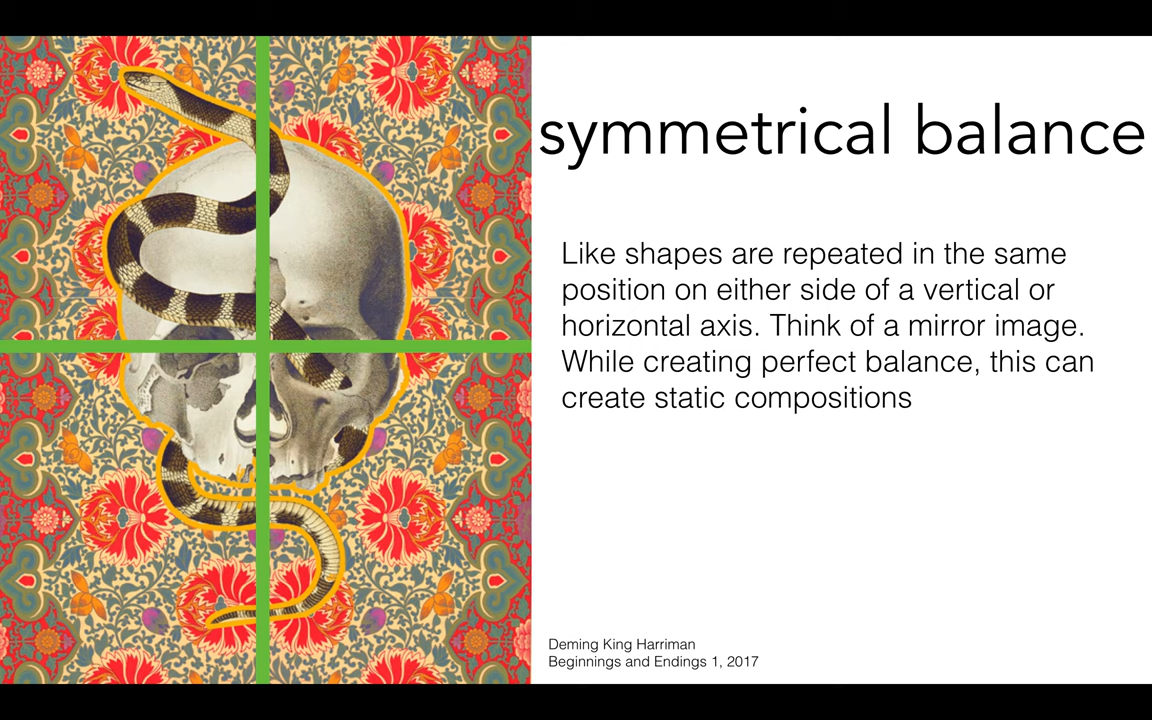 symmetrical balance
Like shapes are repeated in the same
position on either side of a vertical or
horizontal axis. Think of a mirror image.
While creating perfect balance, this can
create static compositions
Deming King Harriman
Beginnings and Endings 1, 2017